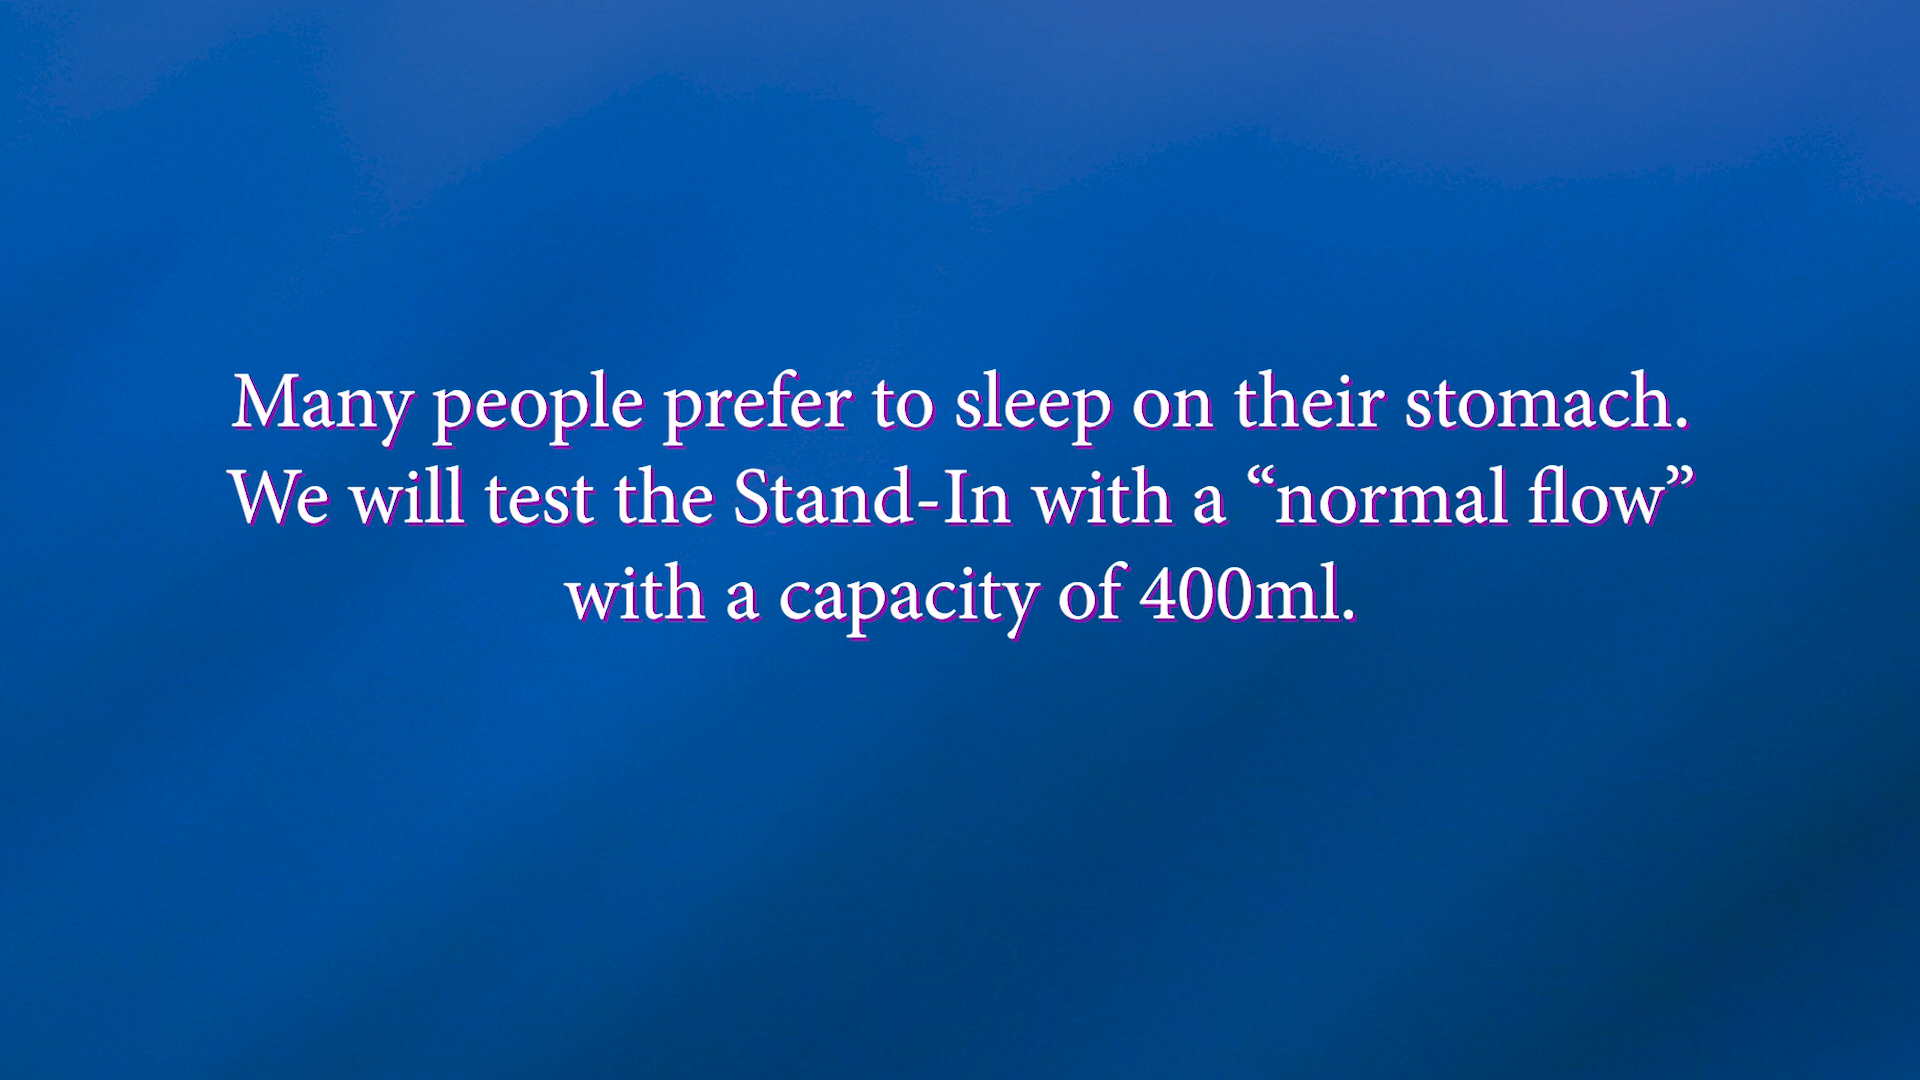 Many people prefer to sleep on their stomach.
We will test the Stand-In with a “normal flow”
with a capacity of 400ml.